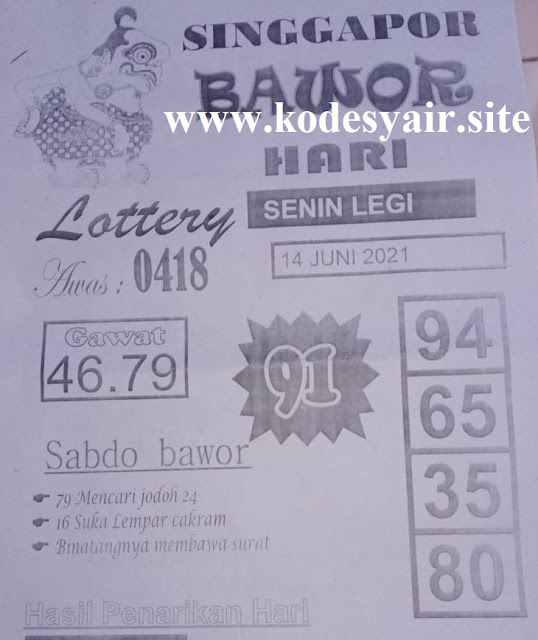 SINGGAPOR
BAWOR
www.kodesyair.site
HARI
Lottery
SENIN LEGI
Awas : 0418
14 JUNI 2021
Gawat
46.79
91
94
65
35
80
Sabdo bawor
79 Mencari jodoh 24
16 Suka Lempar cakram
Binatangnya membawa surat
Hasil Penarikan Hari